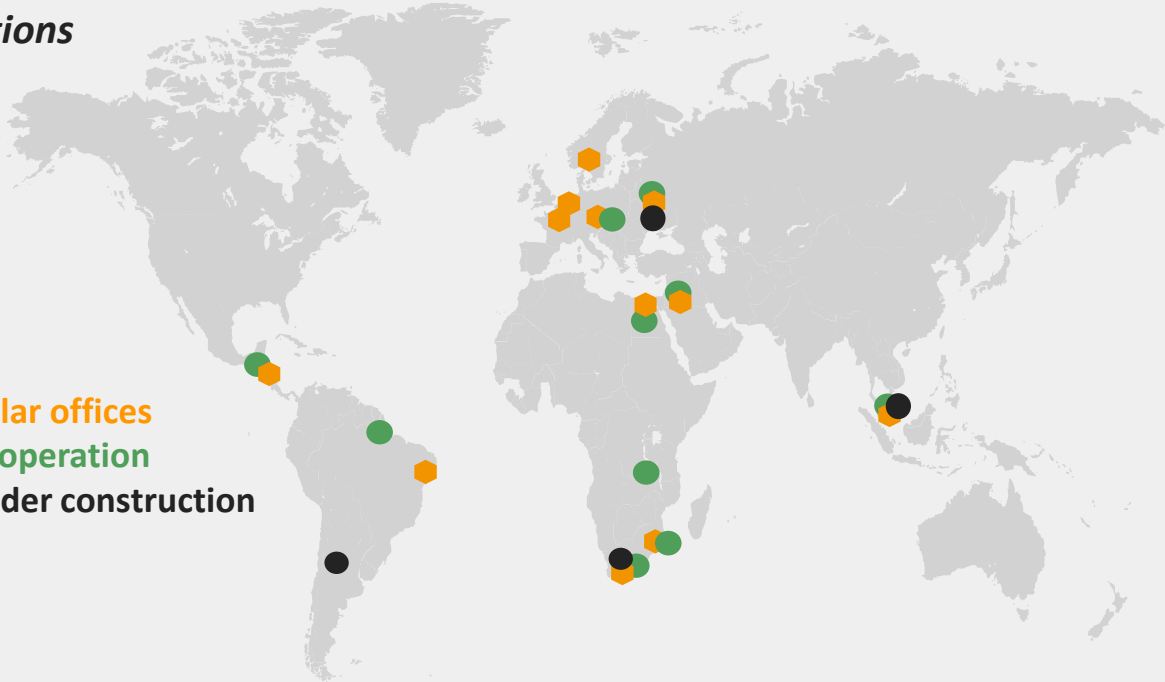 tions
lar offices
operation
der construction